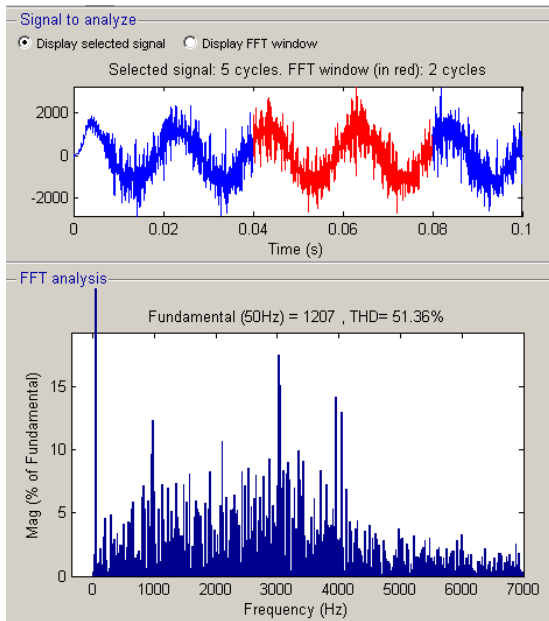 Signal to analyze
Display selected signal Display FFT window
Selected signal: 5 cycles. FFT window (in red): 2 cycles
2000
0
-2000
0 0.02 0.04 0.06 0.08 0.1
Time (s)
FFT analysis
Fundamental (50Hz) = 1207 , THD= 51.36%
15
10
5
0
Mag (% of Fundamental)
0 1000 2000 3000 4000 5000 6000 7000
Frequency (Hz)